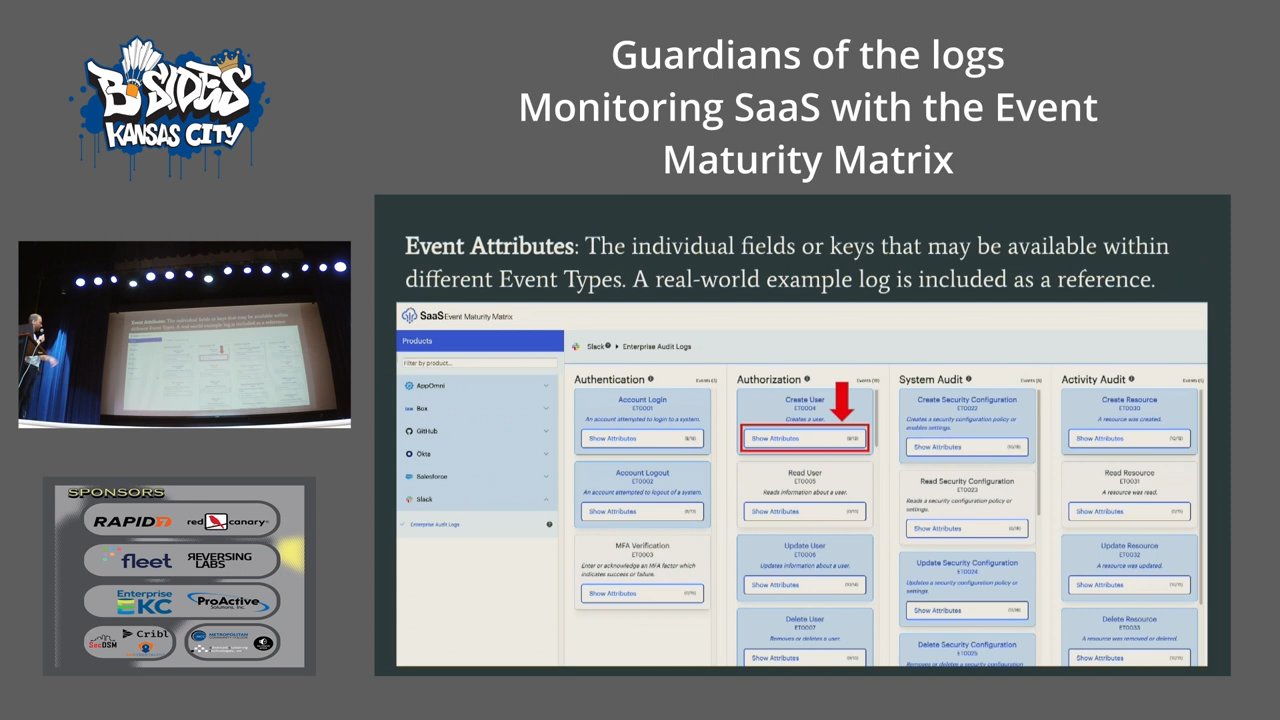 B·SIDES
KANSAS CITY
Guardians of the logs
Monitoring SaaS with the Event
Maturity Matrix
Event Attributes: The individual fields or keys that may be available within
different Event Types. A real-world example log is included as a reference.
SaaS Event Maturity Matrix
Products
Filter by product...
AppOmni
Box
GitHub
Okta
Salesforce
Slack
Enterprise Audit Logs
Slack
Enterprise Audit Logs
Authentication
Account Login
ET0001
An account attempted to login to a system.
Show Attributes
Account Logout
ET0002
An account attempted to logout of a system.
Show Attributes
MFA Verification
ET0003
Enter or acknowledge an MFA factor which
indicates success or failure.
Show Attributes
Authorization
Create User
ET0004
Creates a user.
Show Attributes
Read User
ET0005
Reads information about a user.
Show Attributes
Update User
ET0006
Updates information about a user.
Show Attributes
Delete User
ET0007
Removes or deletes a user
Show Attributes
System Audit
Create Security Configuration
ET0022
Creates a security configuration policy or
enables settings.
Show Attributes
Read Security Configuration
ET0023
Reads a security configuration policy or
settings.
Show Attributes
Update Security Configuration
ET0024
Updates a security configuration policy or
settings.
Show Attributes
Delete Security Configuration
ET0025
Removes or deletes a security configuration
Activity Audit
Create Resource
ET0030
A resource was created.
Show Attributes
Read Resource
ET0031
A resource was read.
Show Attributes
Update Resource
ET0032
A resource was updated.
Show Attributes
Delete Resource
ET0033
A resource was removed or deleted.
Show Attributes
SPONSORS
RAPID7
red canary
fleet
REVERSING
LABS
Enterprise
KC
ProActive
Solutions, Inc.
SecDSM
Cribl
METROPOLITAN